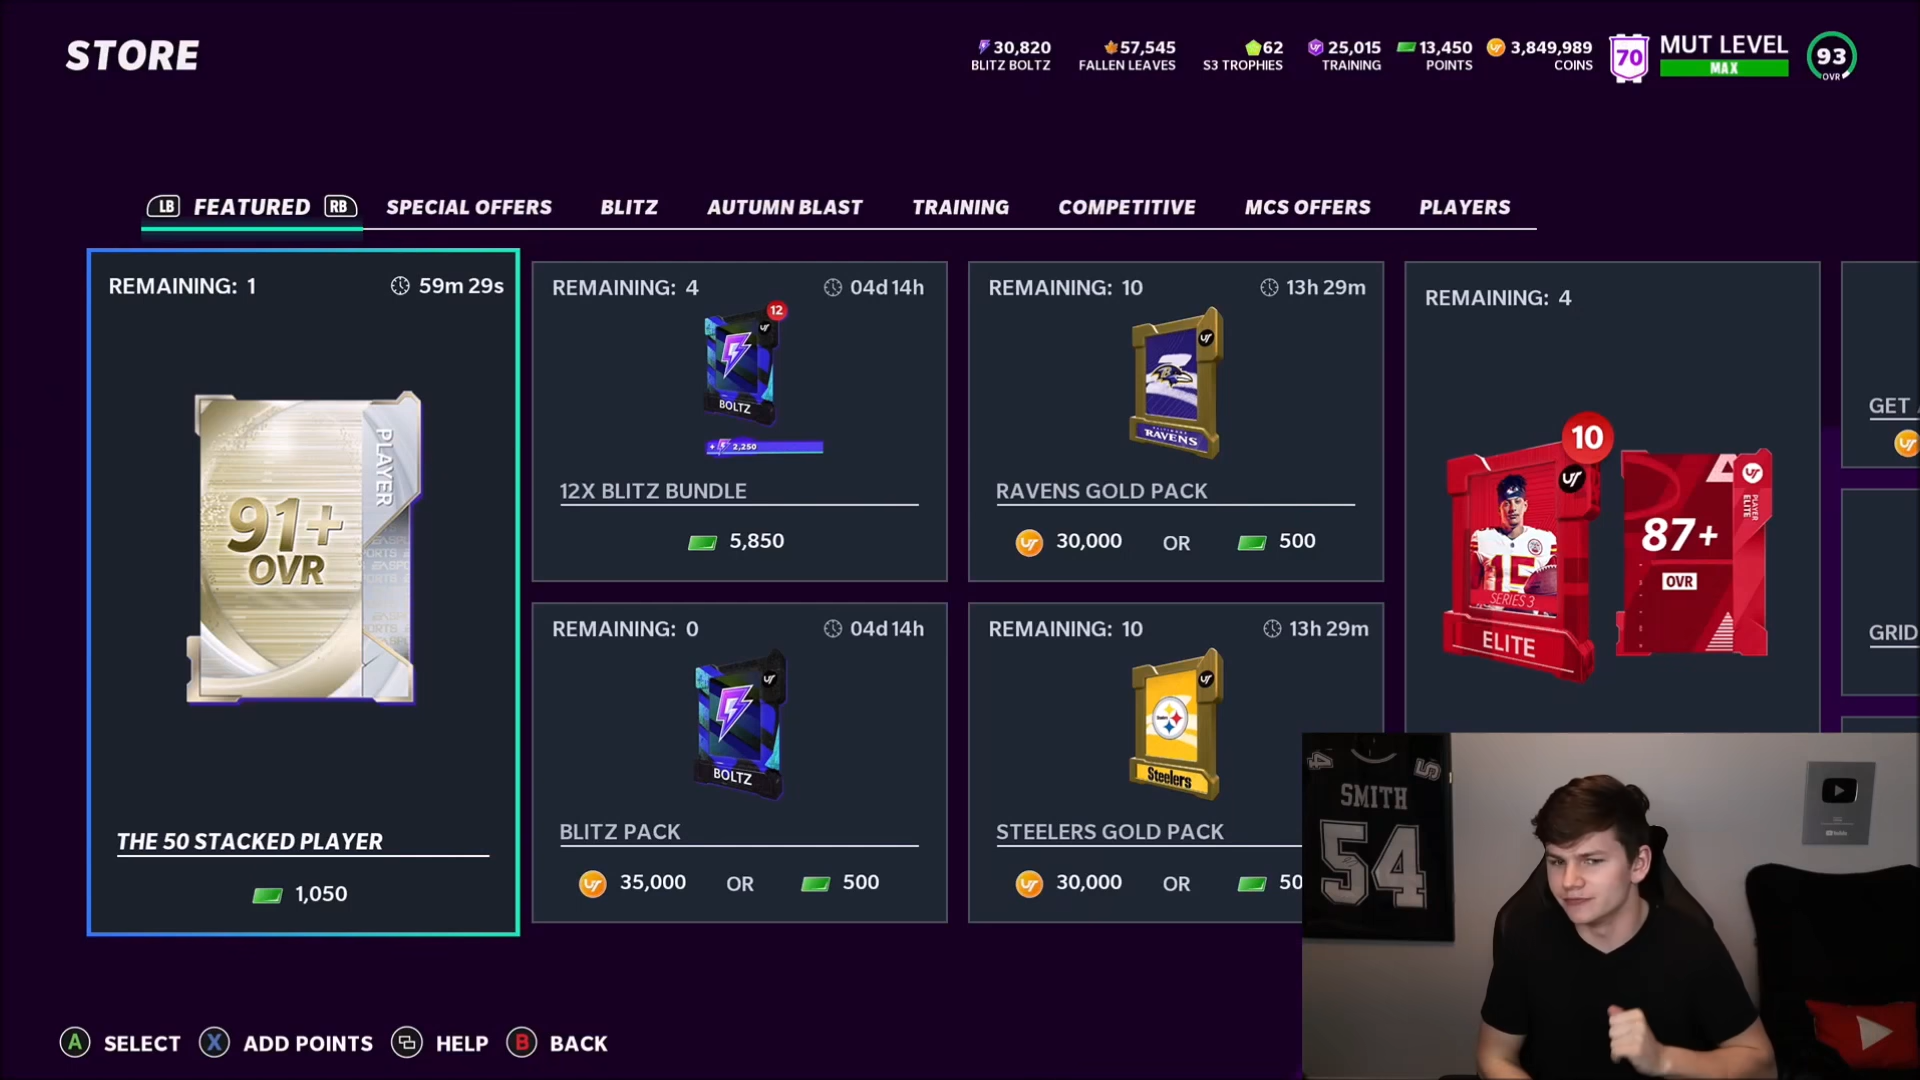 STORE
30,820
BLITZ BOLTZ
57,545
FALLEN LEAVES
62
S3 TROPHIES
25,015
TRAINING
13,450
POINTS
3,849,989
COINS
70
MUT LEVEL
MAX
93
OVR
LB FEATURED RB SPECIAL OFFERS BLITZ AUTUMN BLAST TRAINING COMPETITIVE MCS OFFERS PLAYERS
REMAINING: 1 59m 29s
PLAYER
91+
OVR
THE 50 STACKED PLAYER
1,050
REMAINING: 4 04d 14h
12
BOLTZ
+ 2,250
12X BLITZ BUNDLE
5,850
REMAINING: 0 04d 14h
BOLTZ
BLITZ PACK
35,000 OR 500
REMAINING: 10 13h 29m
RAVENS
RAVENS GOLD PACK
30,000 OR 500
REMAINING: 10 13h 29m
Steelers
STEELERS GOLD PACK
30,000 OR 50
REMAINING: 4
10
15
SERIES 3
ELITE
PLAYER
ELITE
87+
OVR
GET
GRID
SMITH
54
54
A SELECT X ADD POINTS HELP B BACK